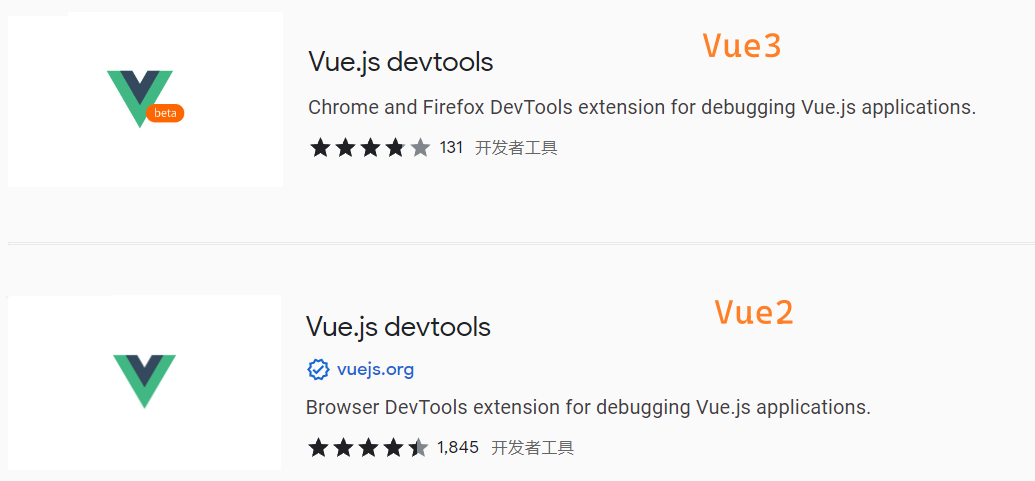 Vue.js devtools
Vue3
beta
Chrome and Firefox DevTools extension for debugging Vue.js applications.
131 开发者工具
Vue.js devtools
Vue2
vuejs.org
Browser DevTools extension for debugging Vue.js applications.
1,845 开发者工具